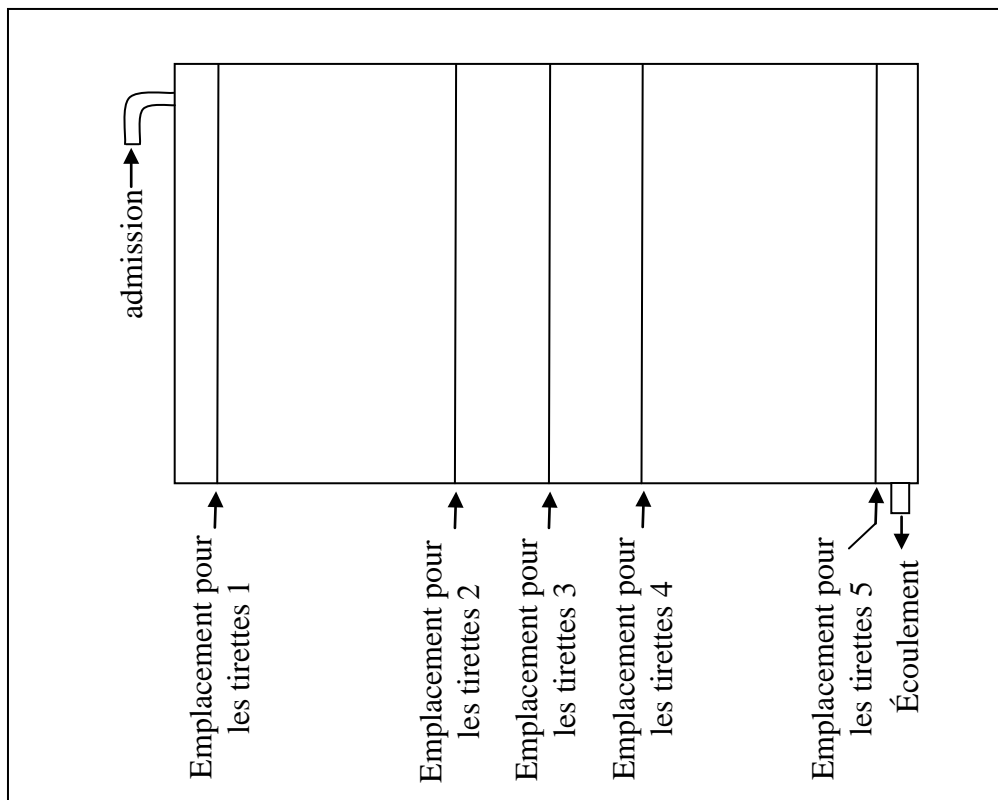 admission
Emplacement pour
les tirettes 1
Emplacement pour
les tirettes 2
Emplacement pour
les tirettes 3
Emplacement pour
les tirettes 4
Emplacement pour
les tirettes 5
Écoulement